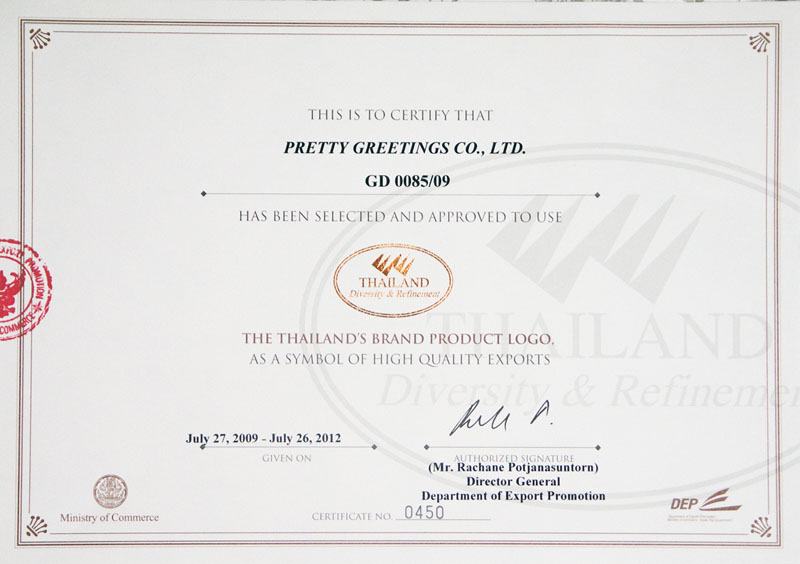 THIS IS TO CERTIFY THAT
PRETTY GREETINGS CO., LTD.
GD 0085/09
HAS BEEN SELECTED AND APPROVED TO USE
THAILAND
Diversity & Refinement
THE THAILAND'S BRAND PRODUCT LOGO,
AS A SYMBOL OF HIGH QUALITY EXPORTS
THAILAND
Diversity & Refineme
PROMOTION
COMMERCE
July 27, 2009 - July 26, 2012
GIVEN ON
AUTHORIZED SIGNATURE
(Mr. Rachane Potjanasuntorn)
Director General
Department of Export Promotion
Ministry of Commerce
CERTIFICATE NO. 0450
DEP